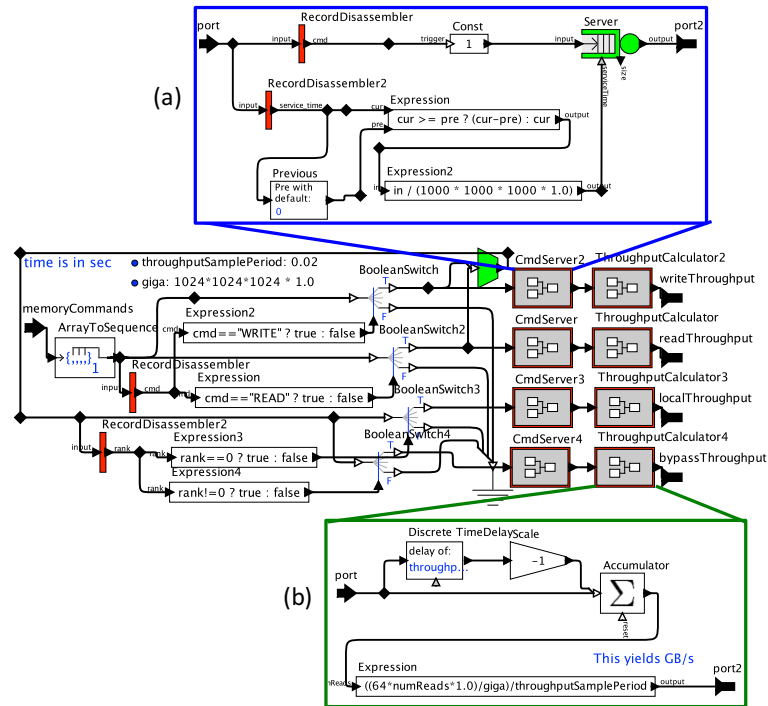 port
RecordDisassembler
input
cmd
trigger
Const
1
input
Server
output
port2
size
serviceTime
(a)
RecordDisassembler2
input
service_time
cur
pre
Expression
cur >= pre ? (cur-pre) : cur
output
Previous
Pre with
default:
0
Expression2
in
in / (1000 * 1000 * 1000 * 1.0)
output
time is in sec
throughputSamplePeriod: 0.02
giga: 1024*1024*1024 * 1.0
memoryCommands
ArrayToSequence
{,,,,}
1
BooleanSwitch
T
F
Expression2
cmd
cmd=="WRITE" ? true : false
BooleanSwitch2
T
F
RecordDisassembler
input
cmd
Expression
cmd=="READ" ? true : false
BooleanSwitch3
T
F
RecordDisassembler2
input
rank
Expression3
rank
rank==0 ? true : false
BooleanSwitch4
T
F
Expression4
rank
rank!=0 ? true : false
CmdServer2
ThroughputCalculator2
writeThroughput
CmdServer
ThroughputCalculator
readThroughput
CmdServer3
ThroughputCalculator3
localThroughput
CmdServer4
ThroughputCalculator4
bypassThroughput
(b)
port
Discrete TimeDelay
delay of:
throughp...
Scale
-1
Accumulator
Σ
reset
This yields GB/s
Expression
((64*numReads*1.0)/giga)/throughputSamplePeriod
output
port2